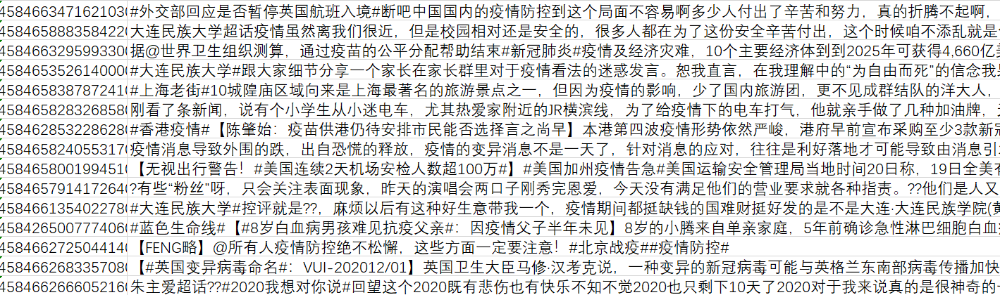 4584663471621030 #外交部回应是否暂停英国航班入境#断吧中国国内的疫情防控到这个局面不容易啊多少人付出了辛苦和努力，真的折腾不起啊，
4584658883584220 大连民族大学超话疫情虽然离我们很近，但是校园相对还是安全的，很多人都在为了这份安全辛苦付出，这个时候咱不添乱就是
4584663295993300 据@世界卫生组织测算，通过疫苗的公平分配帮助结束#新冠肺炎#疫情及经济灾难，10个主要经济体到到2025年可获得4,660亿
4584653526140000 #大连民族大学#跟大家细节分享一个家长在家长群里对于疫情看法的迷惑发言。恕我直言，在我理解中的“为自由而死”的信念我
4584658387872410 #上海老街#10城隍庙区域向来是上海最著名的旅游景点之一，但因为疫情的影响，少了国内旅游团，更不见成群结队的洋大人，
4584658283268580 刚看了条新闻，说有个小学生从小迷电车，尤其热爱家附近的JR横滨线，为了给疫情下的电车打气，他就亲手做了几种加油牌，
4584628532286280 #香港疫情#【陈肇始：疫苗供港仍待安排市民能否选择言之尚早】本港第四波疫情形势依然严峻，港府早前宣布采购至少3款新冠
4584658240553170 疫情消息导致外围的跌，出自恐慌的释放，疫情的变异消息不是一天了，针对消息的应对，往往是利好落地才可能导致由消息引
4584658001994510 【无视出行警告！#美国连续2天机场安检人数超100万#】#美国加州疫情告急#美国运输安全管理局当地时间20日称，19日全美
4584657914172640 ?有些“粉丝”呀，只会关注表面现象，昨天的演唱会两口子刚秀完恩爱，今天没有满足他们的营业要求就各种指责。??他们是人又
4584661354022780 #大连民族大学#控评就是??，麻烦以后有这种好生意带我一个，疫情期间都挺缺钱的国难财挺好发的是不是大连·大连民族学院(
4584265007774060 #蓝色生命线#【#8岁白血病男孩难见抗疫父亲#：因疫情父子半年未见】8岁的小腾来自单亲家庭，5年前确诊急性淋巴细胞白血
4584662725044140 【FENG略】@所有人疫情防控绝不松懈，这些方面一定要注意！#北京战疫##疫情防控#
4584662683357080 【#英国变异病毒命名#：VUI-202012/01】英国卫生大臣马修·汉考克说，一种变异的新冠病毒可能与英格兰东南部病毒传播加快
4584662666052160 朱主爱超话??#2020我想对你说#回望这个2020既有悲伤也有快乐不知不觉2020也只剩下10天了2020对于我来说真的是很神奇的